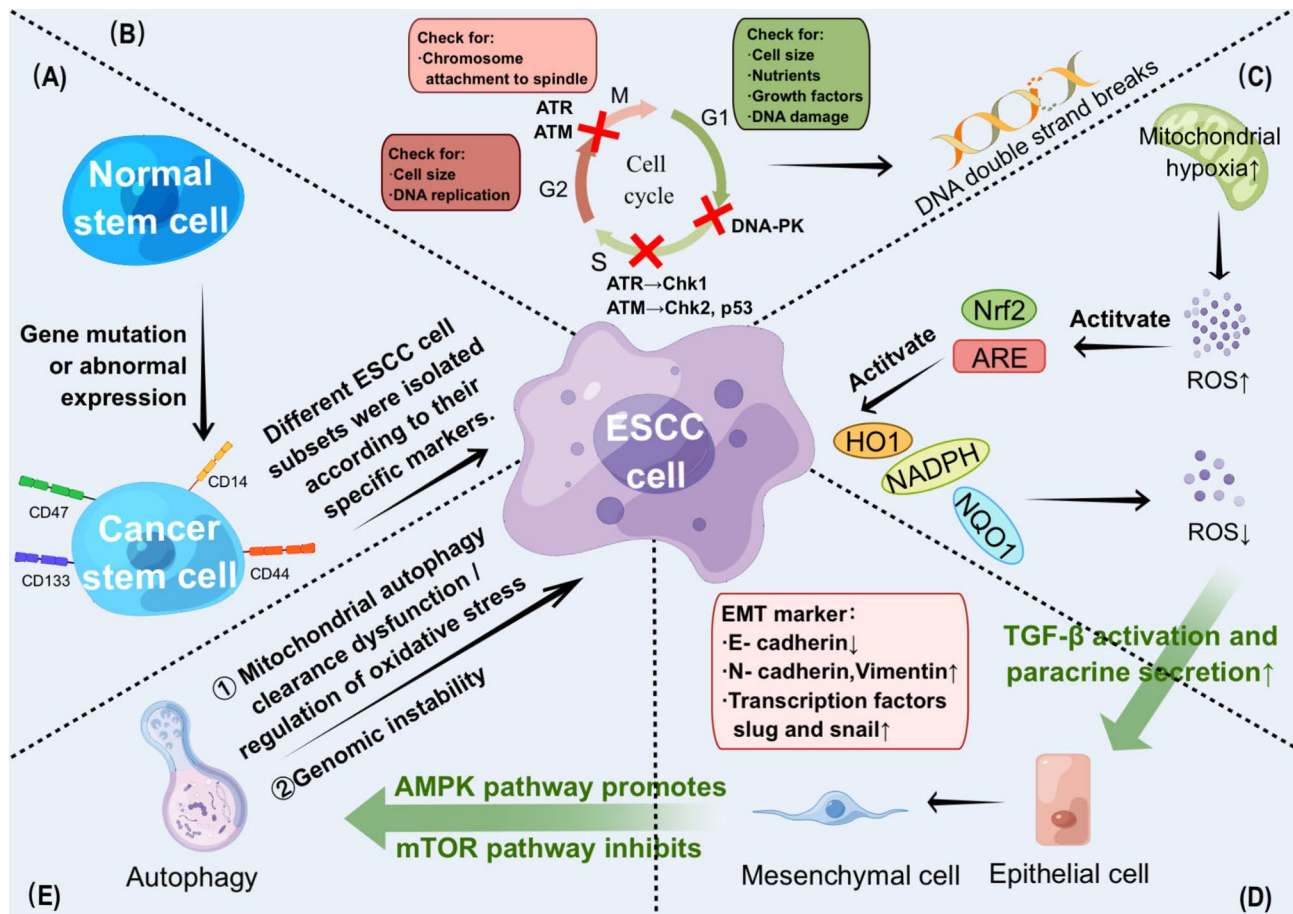 (A)
Normal
stem cell
Gene mutation
or abnormal
expression
CD14
CD47
CD133
CD44
Cancer
stem cell
Different ESCC cell
subsets were isolated
according to their
specific markers.
(B)
Check for:
·Chromosome
attachment to spindle
Check for:
·Cell size
·Nutrients
·Growth factors
·DNA damage
Check for:
·Cell size
·DNA replication
ATR
ATM
M
G1
G2
S
Cell
cycle
DNA-PK
ATR→Chk1
ATM→Chk2, p53
DNA double strand breaks
(C)
Mitochondrial
hypoxia↑
ROS↑
Actitvate
Nrf2
ARE
Actitvate
HO1
NADPH
NQO1
ROS↓
ESCC
cell
TGF-β activation and
paracrine secretion↑
EMT marker:
·E- cadherin↓
·N- cadherin,Vimentin↑
·Transcription factors
slug and snail↑
Epithelial cell
Mesenchymal cell
(D)
AMPK pathway promotes
mTOR pathway inhibits
① Mitochondrial autophagy
clearance dysfunction /
regulation of oxidative stress
②Genomic instability
Autophagy
(E)